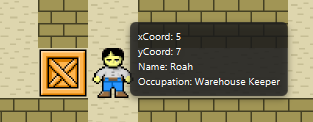 xCoord: 5
yCoord: 7
Name: Roah
Occupation: Warehouse Keeper